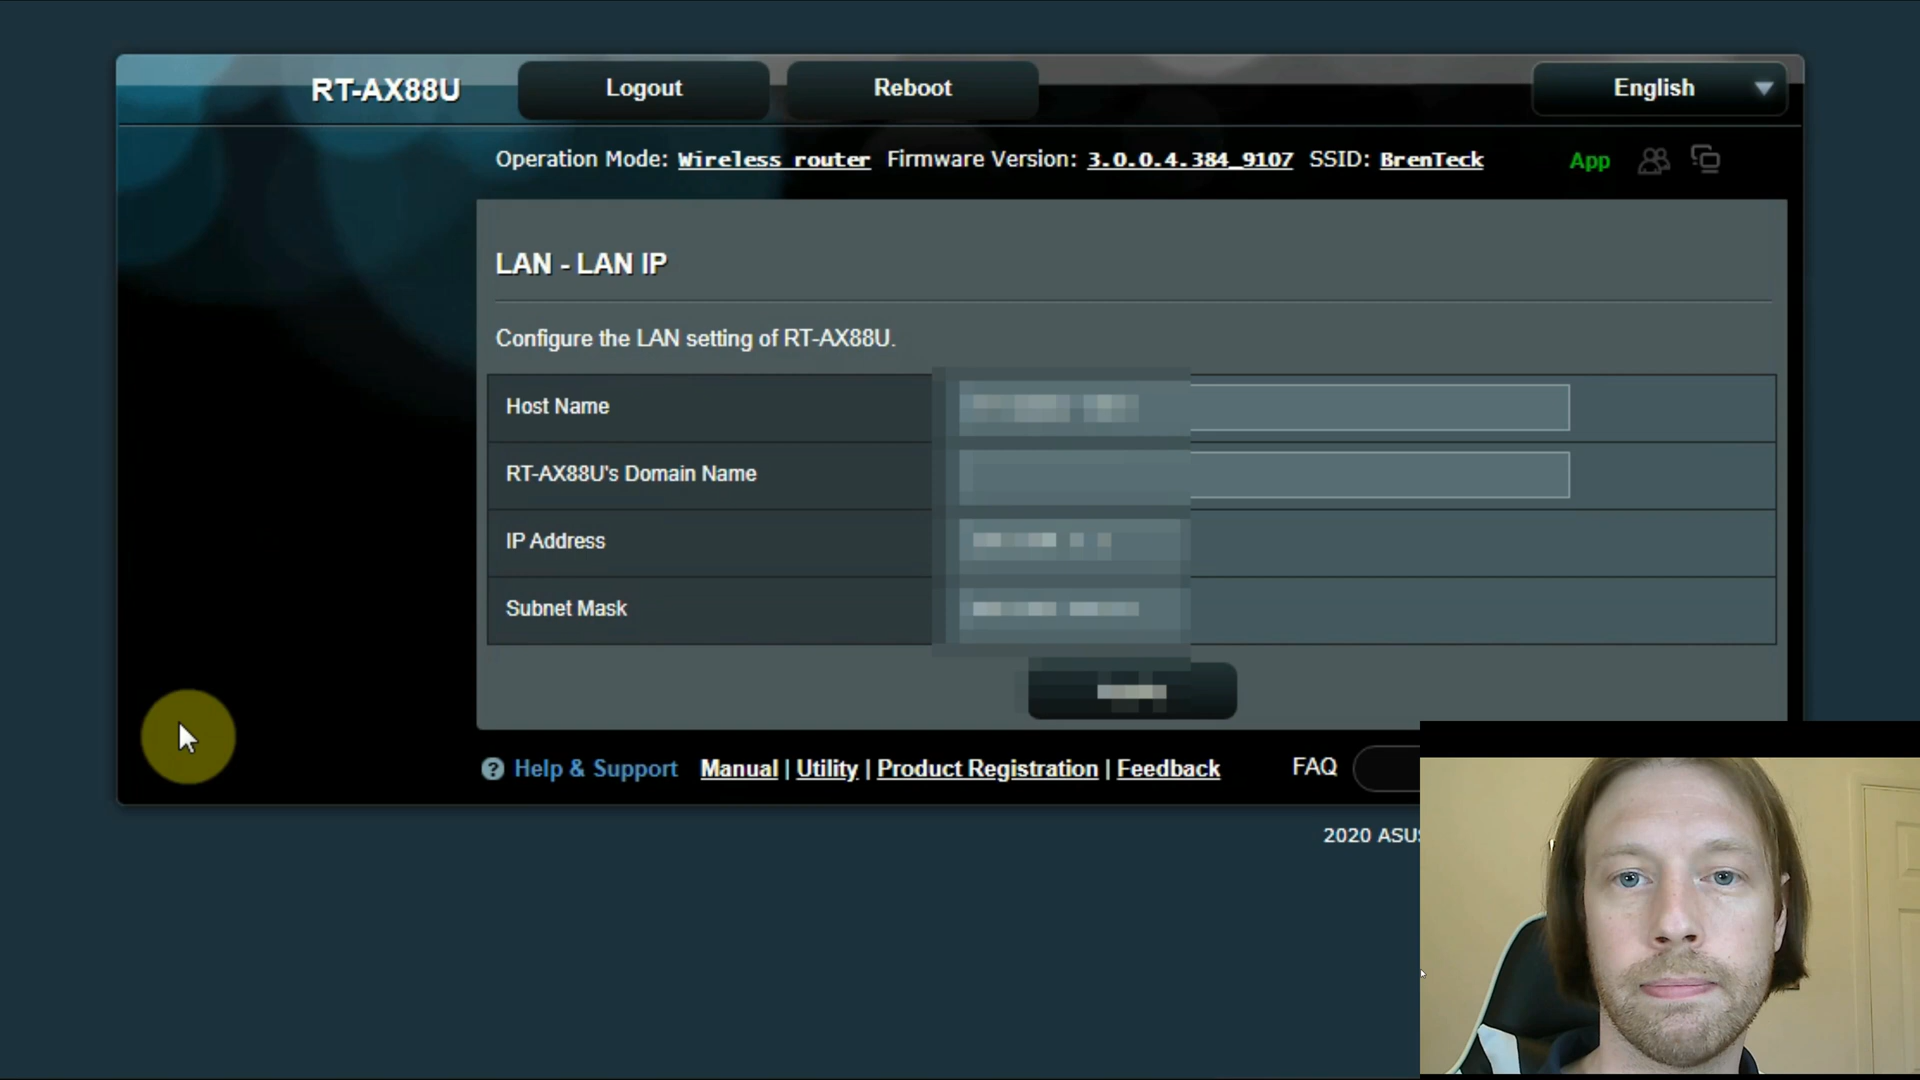 RT-AX88U Logout Reboot English
Operation Mode: Wireless router Firmware Version: 3.0.0.4.384_9107 SSID: BrenTeck App
LAN - LAN IP
Configure the LAN setting of RT-AX88U.
Host Name
RT-AX88U's Domain Name
IP Address
Subnet Mask
? Help & Support Manual | Utility | Product Registration | Feedback FAQ
2020 ASUS